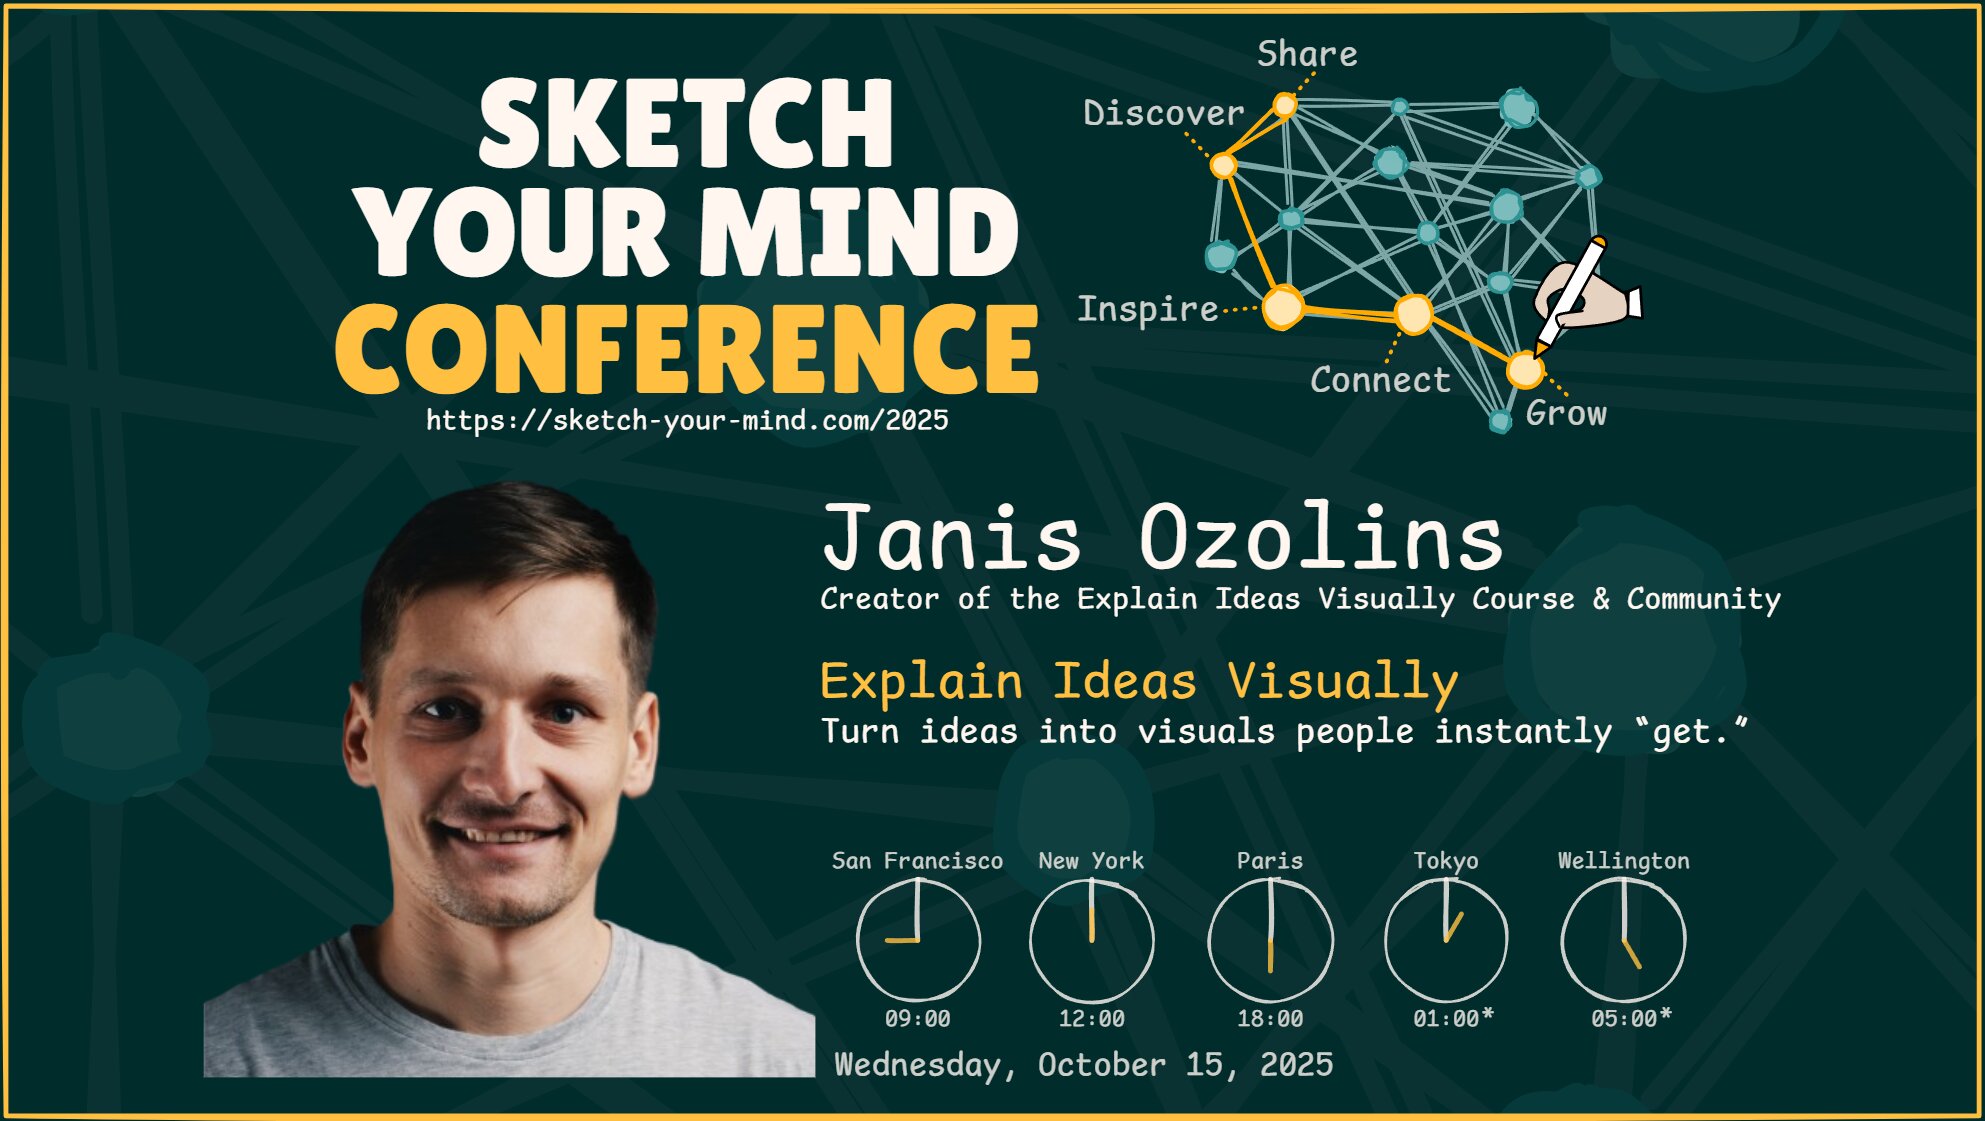 SKETCH
YOUR MIND
CONFERENCE
https://sketch-your-mind.com/2025
Share
Discover
Inspire
Connect
Grow
Janis Ozolins
Creator of the Explain Ideas Visually Course & Community
Explain Ideas Visually
Turn ideas into visuals people instantly “get.”
San Francisco New York Paris Tokyo Wellington
09:00 12:00 18:00 01:00* 05:00*
Wednesday, October 15, 2025